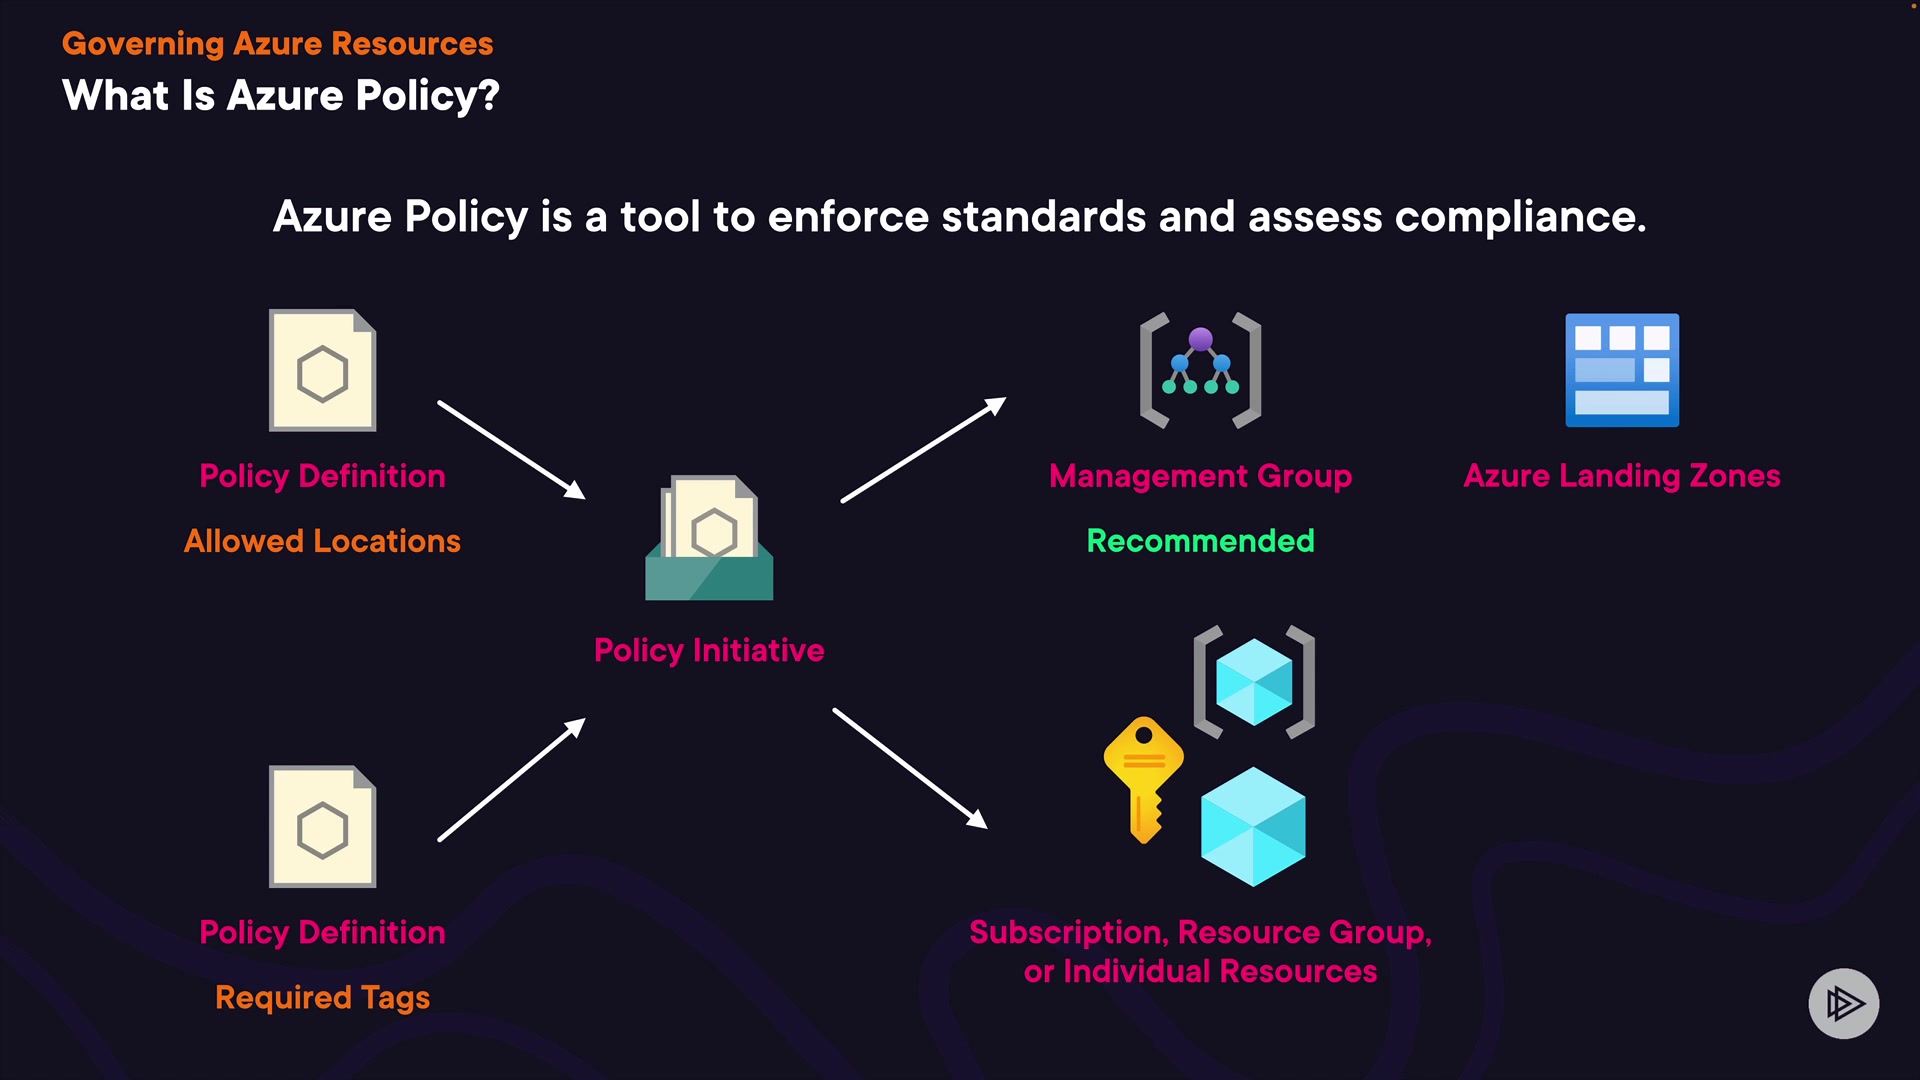 Governing Azure Resources
What Is Azure Policy?
Azure Policy is a tool to enforce standards and assess compliance.
Policy Definition
Allowed Locations
Policy Initiative
Management Group
Recommended
Azure Landing Zones
Policy Definition
Required Tags
Subscription, Resource Group,
or Individual Resources